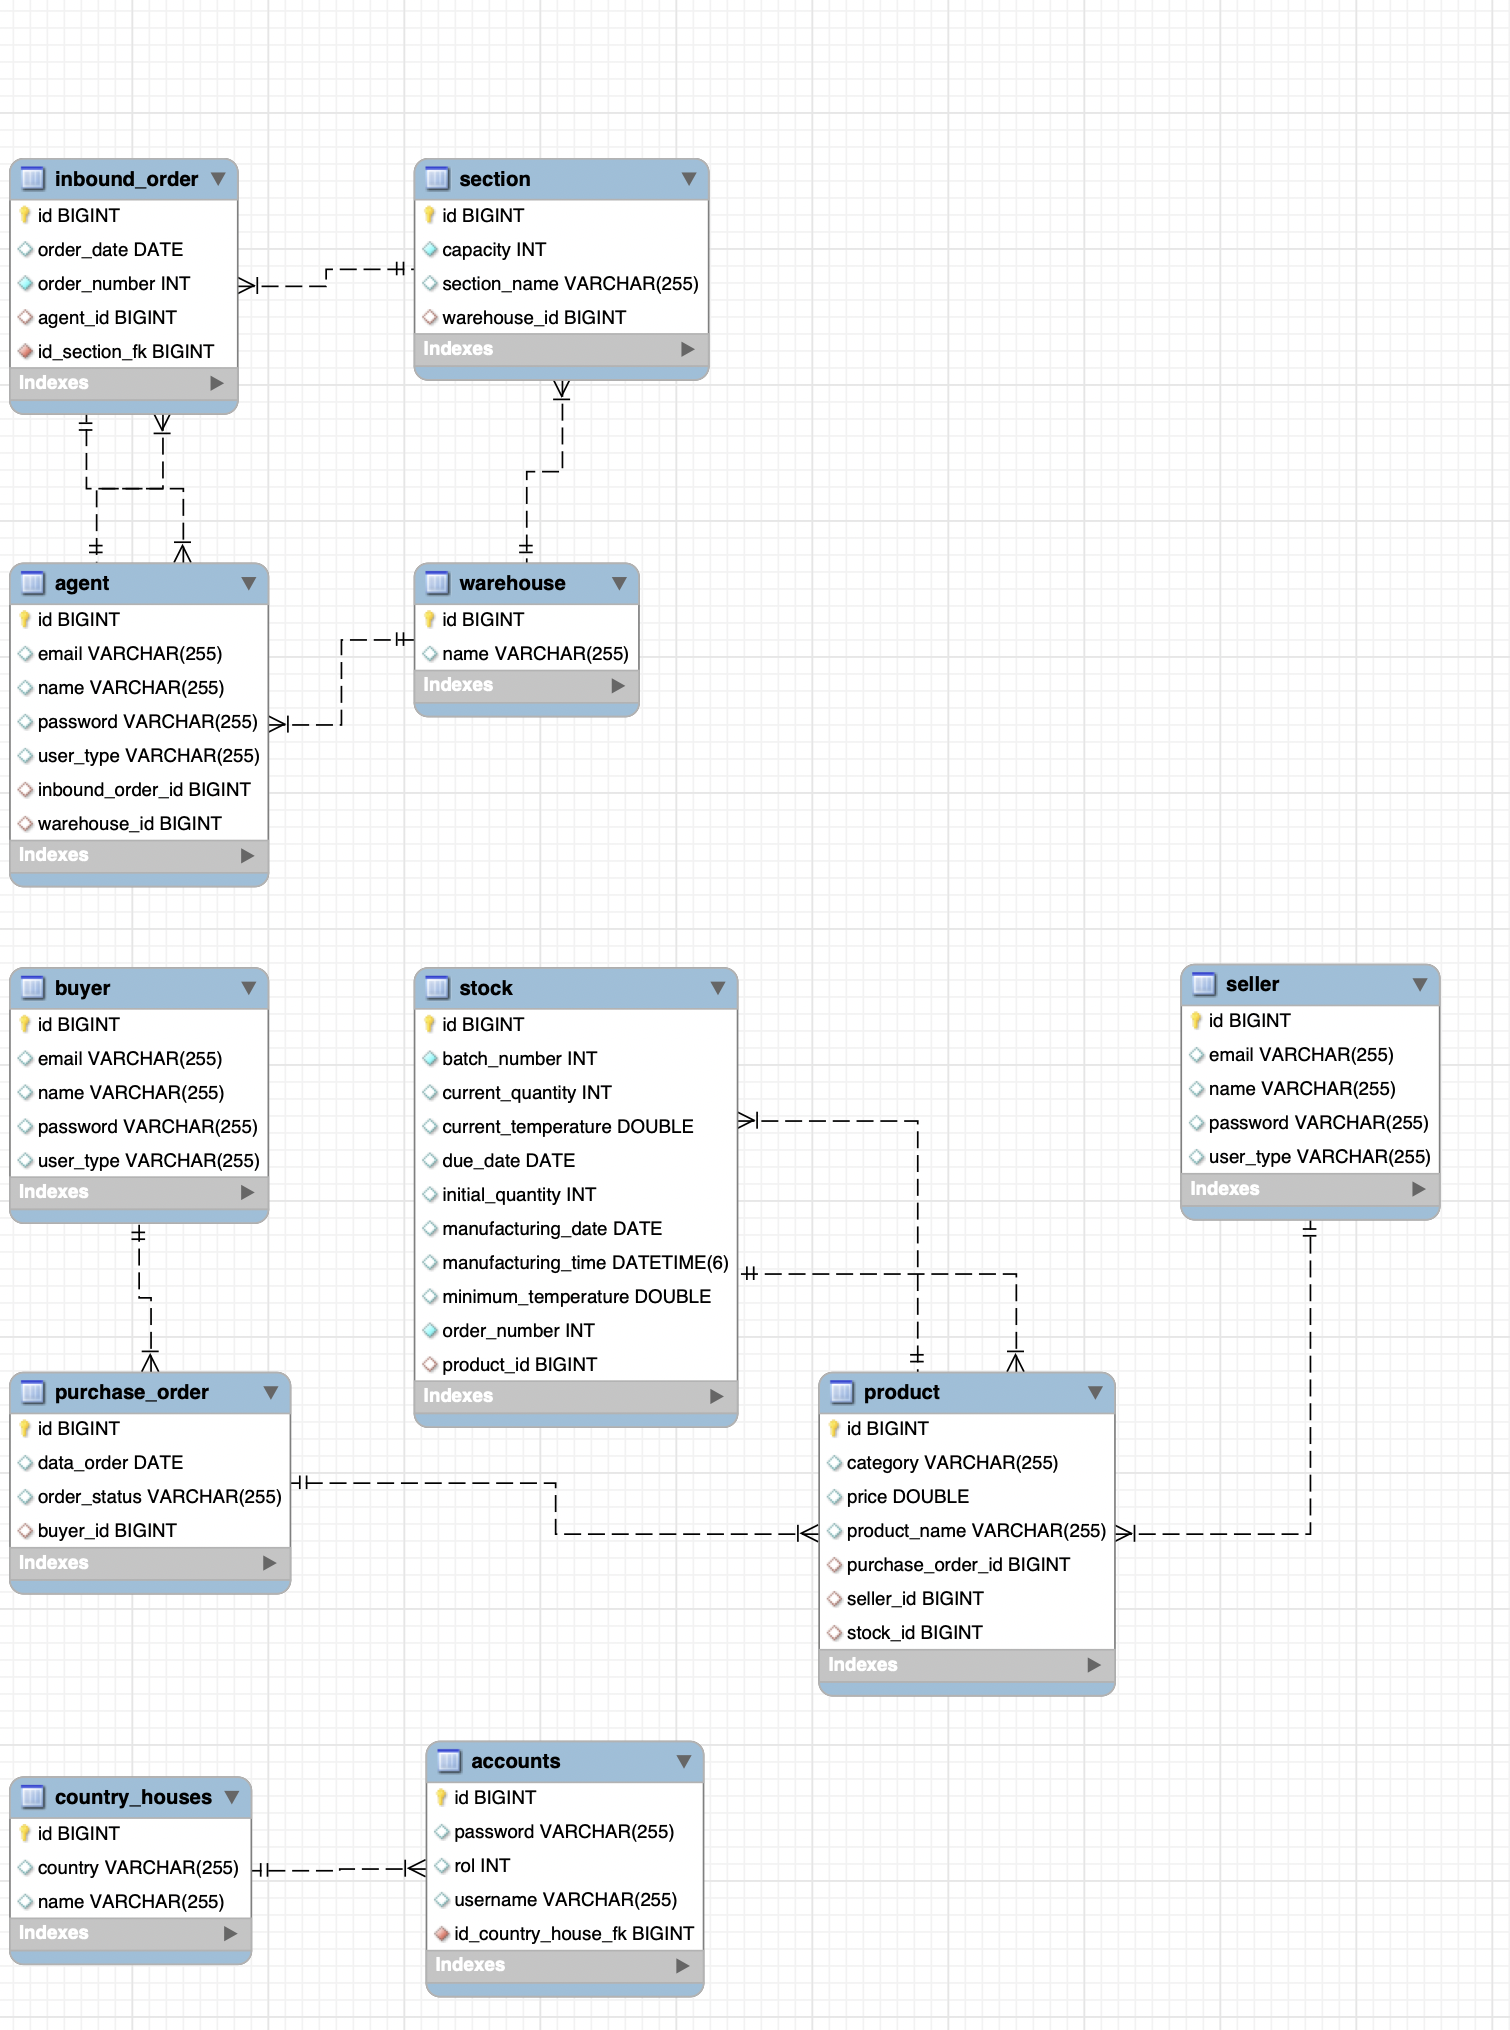 inbound_order
id BIGINT
order_date DATE
order_number INT
agent_id BIGINT
id_section_fk BIGINT
Indexes
section
id BIGINT
capacity INT
section_name VARCHAR(255)
warehouse_id BIGINT
Indexes
agent
id BIGINT
email VARCHAR(255)
name VARCHAR(255)
password VARCHAR(255)
user_type VARCHAR(255)
inbound_order_id BIGINT
warehouse_id BIGINT
Indexes
warehouse
id BIGINT
name VARCHAR(255)
Indexes
buyer
id BIGINT
email VARCHAR(255)
name VARCHAR(255)
password VARCHAR(255)
user_type VARCHAR(255)
Indexes
stock
id BIGINT
batch_number INT
current_quantity INT
current_temperature DOUBLE
due_date DATE
initial_quantity INT
manufacturing_date DATE
manufacturing_time DATETIME(6)
minimum_temperature DOUBLE
order_number INT
product_id BIGINT
Indexes
seller
id BIGINT
email VARCHAR(255)
name VARCHAR(255)
password VARCHAR(255)
user_type VARCHAR(255)
Indexes
purchase_order
id BIGINT
data_order DATE
order_status VARCHAR(255)
buyer_id BIGINT
Indexes
product
id BIGINT
category VARCHAR(255)
price DOUBLE
product_name VARCHAR(255)
purchase_order_id BIGINT
seller_id BIGINT
stock_id BIGINT
Indexes
country_houses
id BIGINT
country VARCHAR(255)
name VARCHAR(255)
Indexes
accounts
id BIGINT
password VARCHAR(255)
rol INT
username VARCHAR(255)
id_country_house_fk BIGINT
Indexes